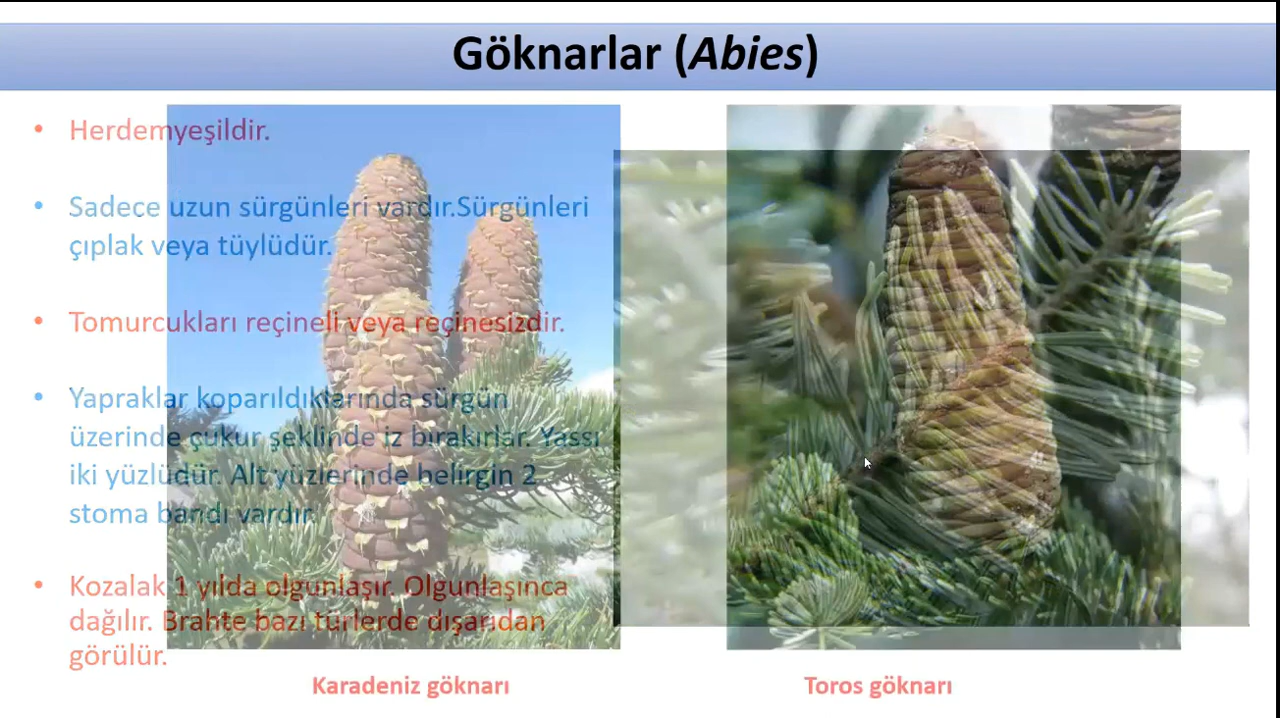 Göknarlar (Abies)
• Herdemyeşildir.
• Sadece uzun sürgünleri vardır.Sürgünleri
çıplak veya tüylüdür.
• Tomurcukları reçineli veya reçinesizdir.
• Yapraklar koparıldıklarında sürgün
üzerinde çukur şeklinde iz bırakırlar. Yassı
iki yüzlüdür. Alt yüzlerinde belirgin 2
stoma bandı vardır.
• Kozalak 1 yılda olgunlaşır. Olgunlaşınca
dağılır. Brahte bazı türlerde dışarıdan
görülür.
Karadeniz göknarı
Toros göknarı